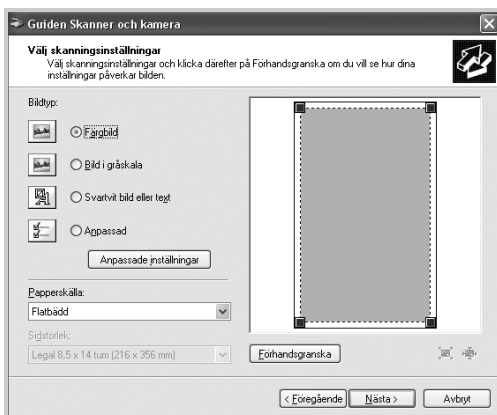 Guiden Skanner och kamera
Välj skanningsinställningar
Välj skanningsinställningar och klicka därefter på Förhandsgranska om du vill se hur dina
inställningar påverkar bilden.
Bildtyp:
Färgbild
Bild i gråskala
Svartvit bild eller text
Anpassad
Anpassade inställningar
Papperskälla:
Flatbädd
Sidstorlek:
Legal 8,5 x 14 tum (216 x 356 mm)
Förhandsgranska
< Föregående
Nästa >
Avbryt